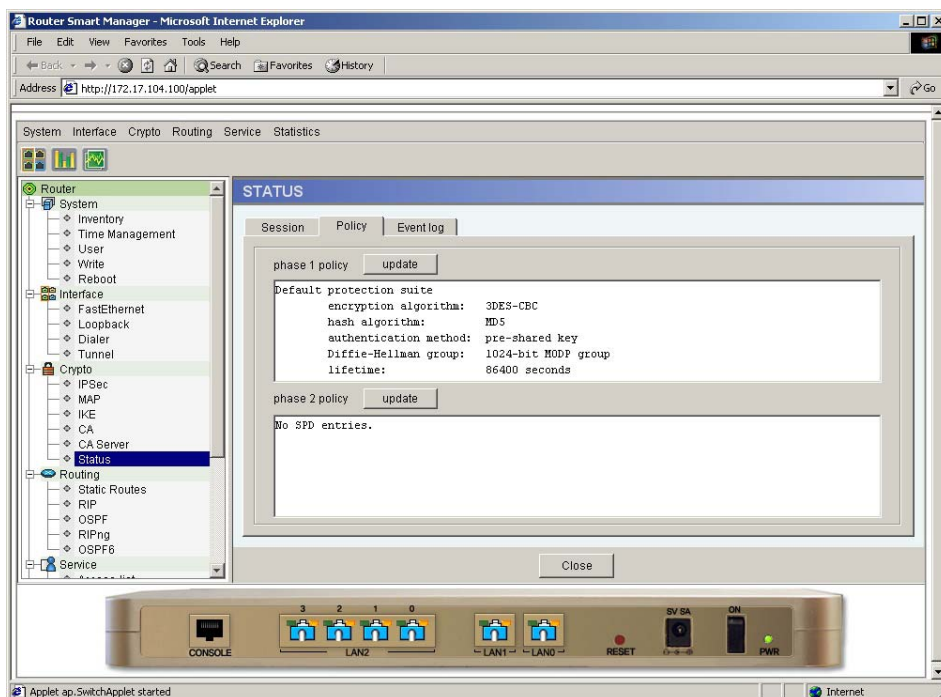 Router Smart Manager - Microsoft Internet Explorer
File Edit View Favorites Tools Help
Back Search Favorites History
Address http://172.17.104.100/applet Go
System Interface Crypto Routing Service Statistics
Router
System
Inventory
Time Management
User
Write
Reboot
Interface
FastEthernet
Loopback
Dialer
Tunnel
Crypto
IPSec
MAP
IKE
CA
CA Server
Status
Routing
Static Routes
RIP
OSPF
RIPng
OSPF6
Service
STATUS
Session Policy Event log
phase 1 policy update
Default protection suite
encryption algorithm: 3DES-CBC
hash algorithm: MD5
authentication method: pre-shared key
Diffie-Hellman group: 1024-bit MODP group
lifetime: 86400 seconds
phase 2 policy update
No SPD entries.
Close
3 2 1 0
5V 5A ON
CONSOLE LAN2 LAN1 LAN0 RESET PWR
Applet ap.SwitchApplet started Internet